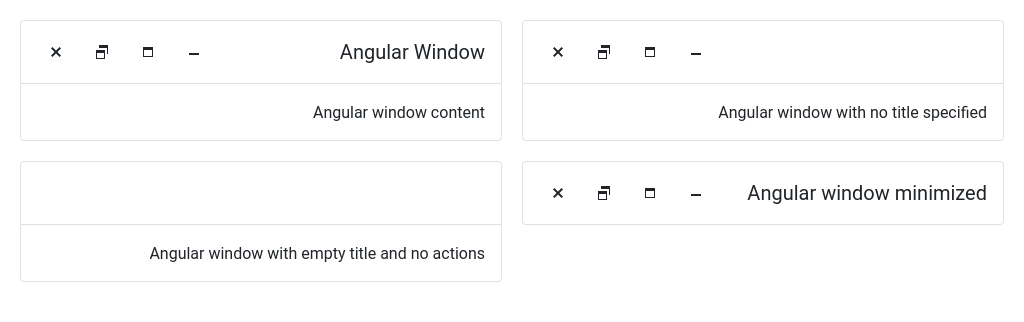 Angular Window
Angular window content
Angular window with no title specified
Angular window with empty title and no actions
Angular window minimized